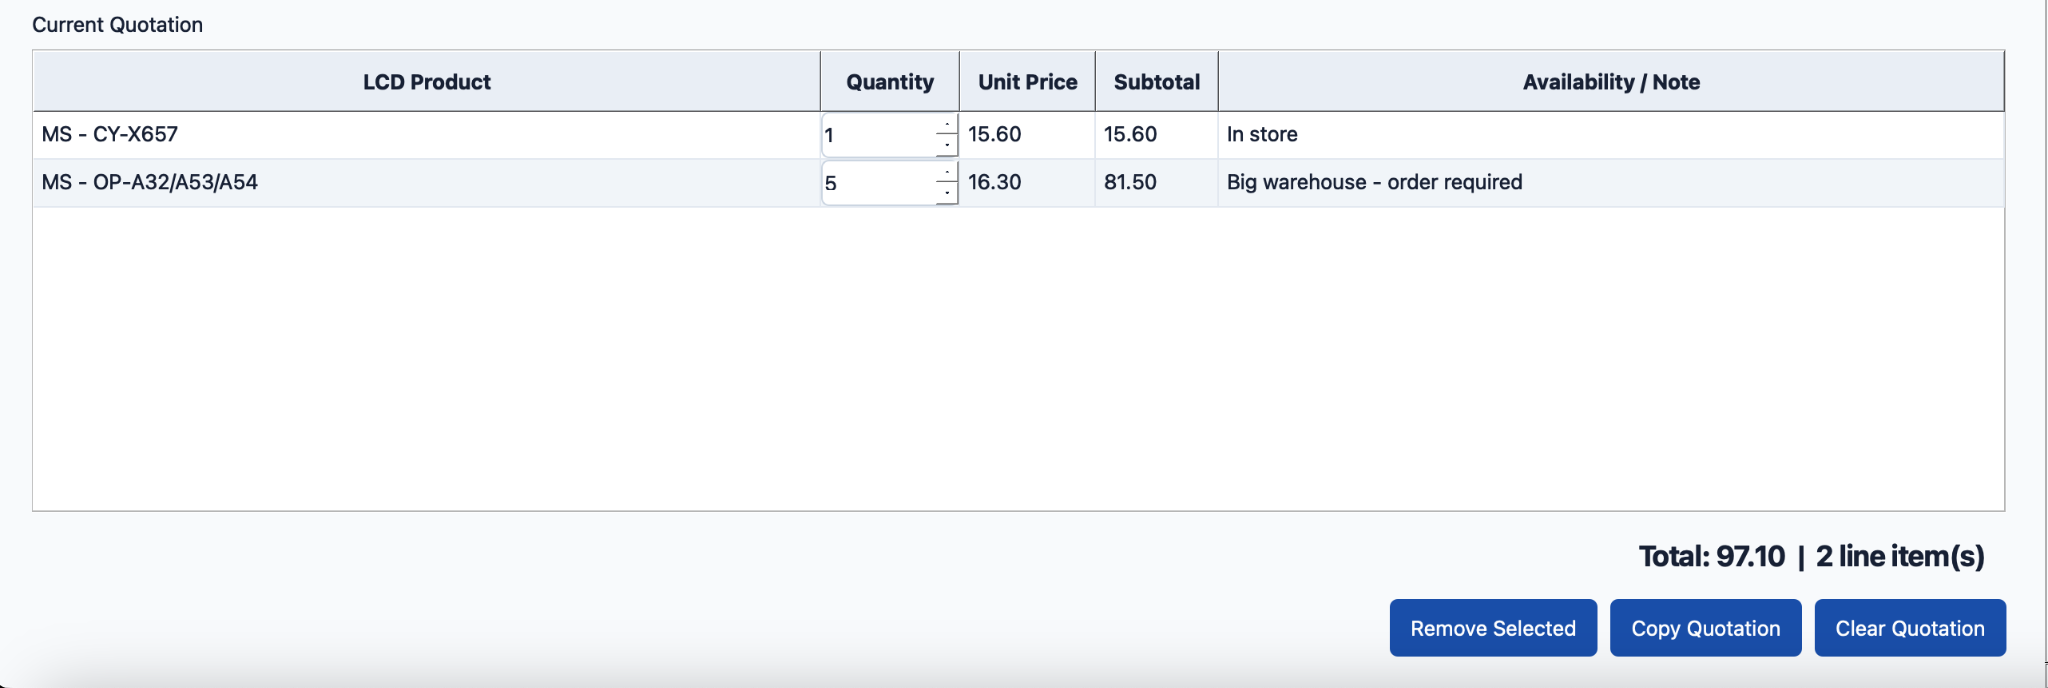 Current Quotation
LCD Product Quantity Unit Price Subtotal Availability / Note
MS - CY-X657 1 15.60 15.60 In store
MS - OP-A32/A53/A54 5 16.30 81.50 Big warehouse - order required
Total: 97.10 | 2 line item(s)
Remove Selected Copy Quotation Clear Quotation